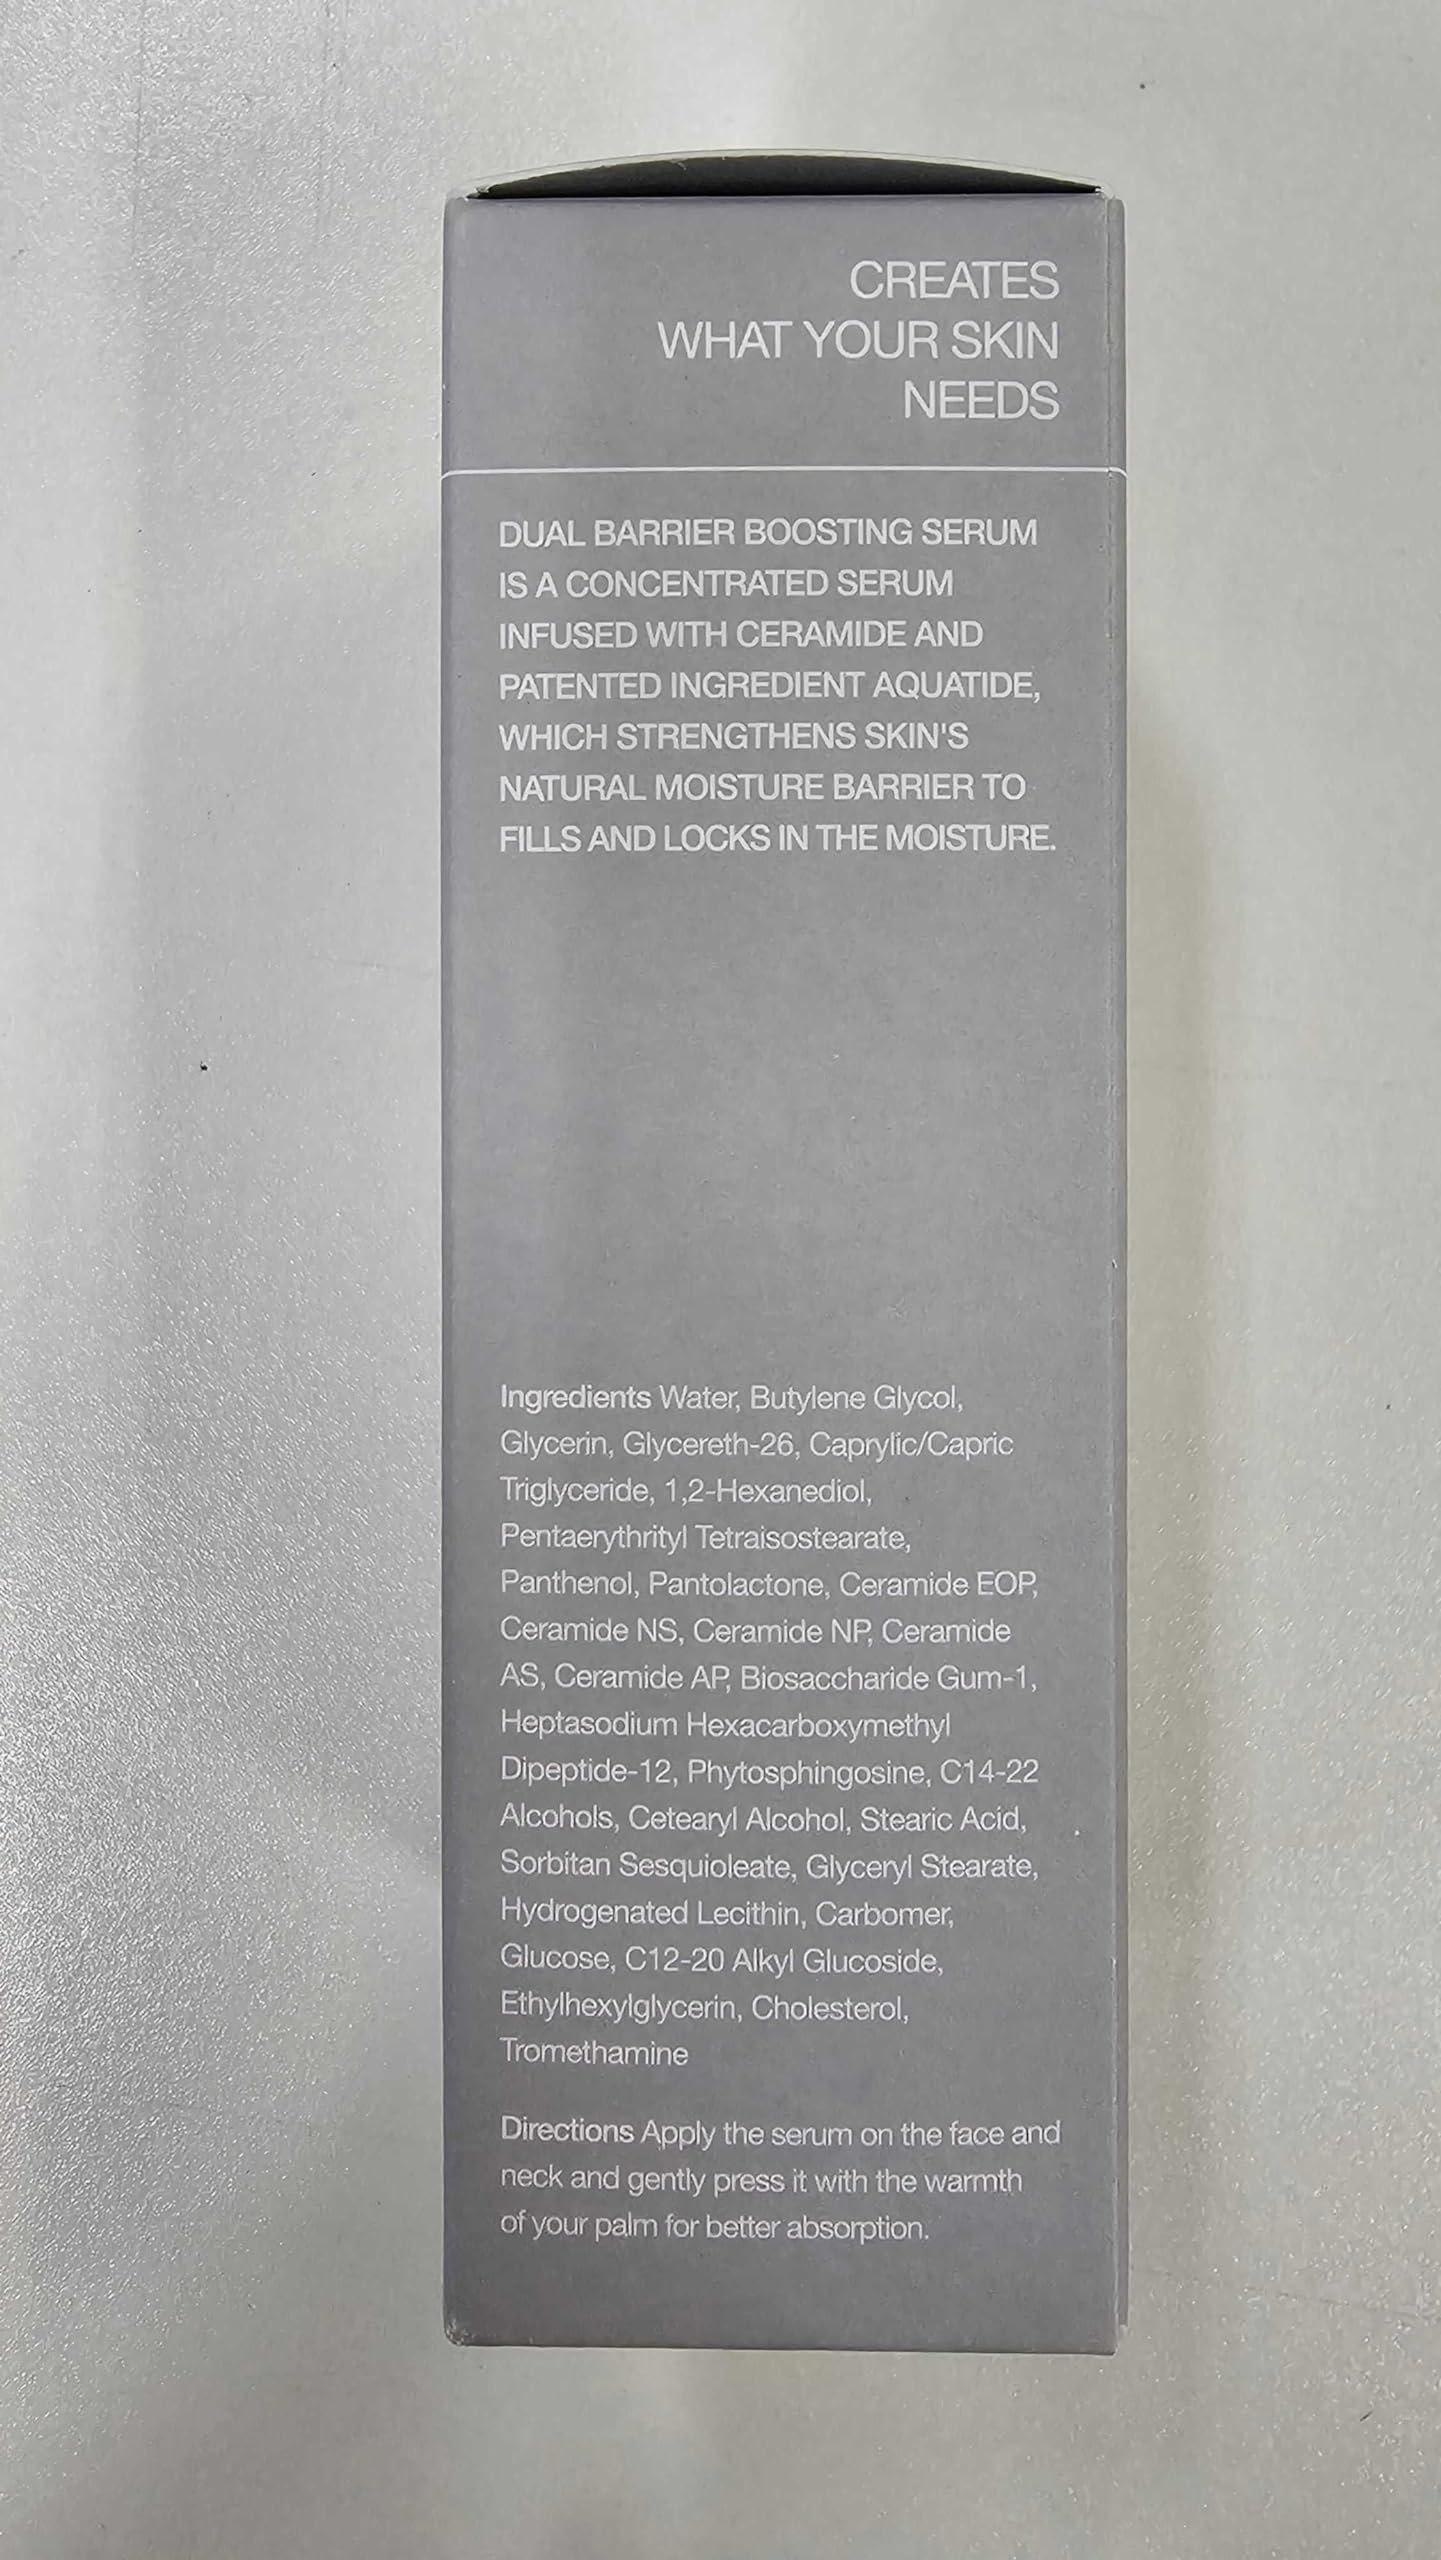 CREATES
WHAT YOUR SKIN
NEEDS
DUAL BARRIER BOOSTING SERUM
IS A CONCENTRATED SERUM
INFUSED WITH CERAMIDE AND
PATENTED INGREDIENT AQUATIDE,
WHICH STRENGTHENS SKIN'S
NATURAL MOISTURE BARRIER TO
FILLS AND LOCKS IN THE MOISTURE.
Ingredients Water, Butylene Glycol,
Glycerin, Glycereth-26, Caprylic/Capric
Triglyceride, 1,2-Hexanediol,
Pentaerythrityl Tetraisostearate,
Panthenol, Pantolactone, Ceramide EOP,
Ceramide NS, Ceramide NP, Ceramide
AS, Ceramide AP, Biosaccharide Gum-1,
Heptasodium Hexacarboxymethyl
Dipeptide-12, Phytosphingosine, C14-22
Alcohols, Cetearyl Alcohol, Stearic Acid,
Sorbitan Sesquioleate, Glyceryl Stearate,
Hydrogenated Lecithin, Carbomer,
Glucose, C12-20 Alkyl Glucoside,
Ethylhexylglycerin, Cholesterol,
Tromethamine
Directions Apply the serum on the face and
neck and gently press it with the warmth
of your palm for better absorption.